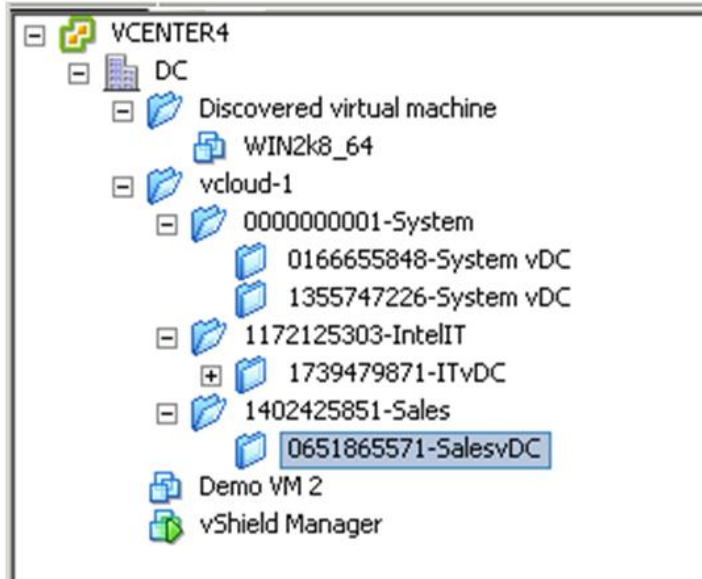 VCENTER4
DC
Discovered virtual machine
WIN2k8_64
vcloud-1
0000000001-System
0166655848-System vDC
1355747226-System vDC
1172125303-IntelIT
1739479871-ITvDC
1402425851-Sales
0651865571-SalesvDC
Demo VM 2
vShield Manager